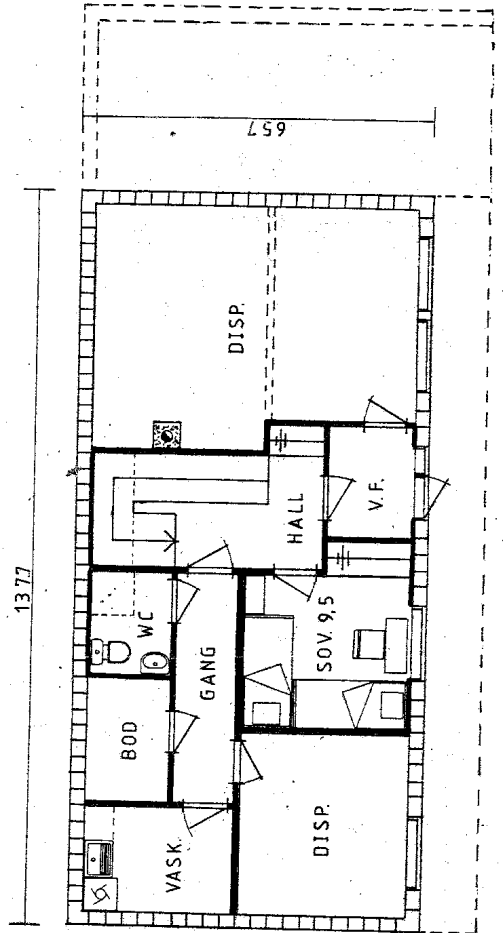 1377
657
VASK.
BOD
WC
GANG
HALL
DISP.
DISP.
SOV. 9,5
V.F.